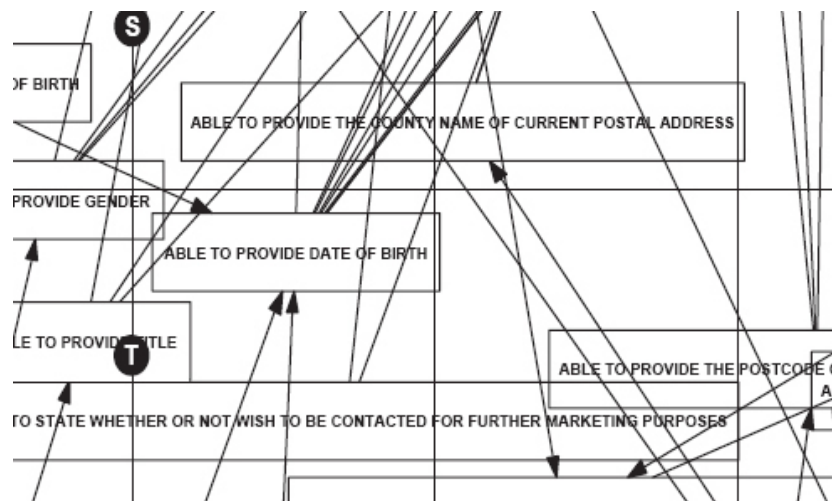 S
OF BIRTH
ABLE TO PROVIDE THE COUNTY NAME OF CURRENT POSTAL ADDRESS
PROVIDE GENDER
ABLE TO PROVIDE DATE OF BIRTH
LE TO PROVIDE TITLE
T
ABLE TO PROVIDE THE POSTCODE
A
TO STATE WHETHER OR NOT WISH TO BE CONTACTED FOR FURTHER MARKETING PURPOSES